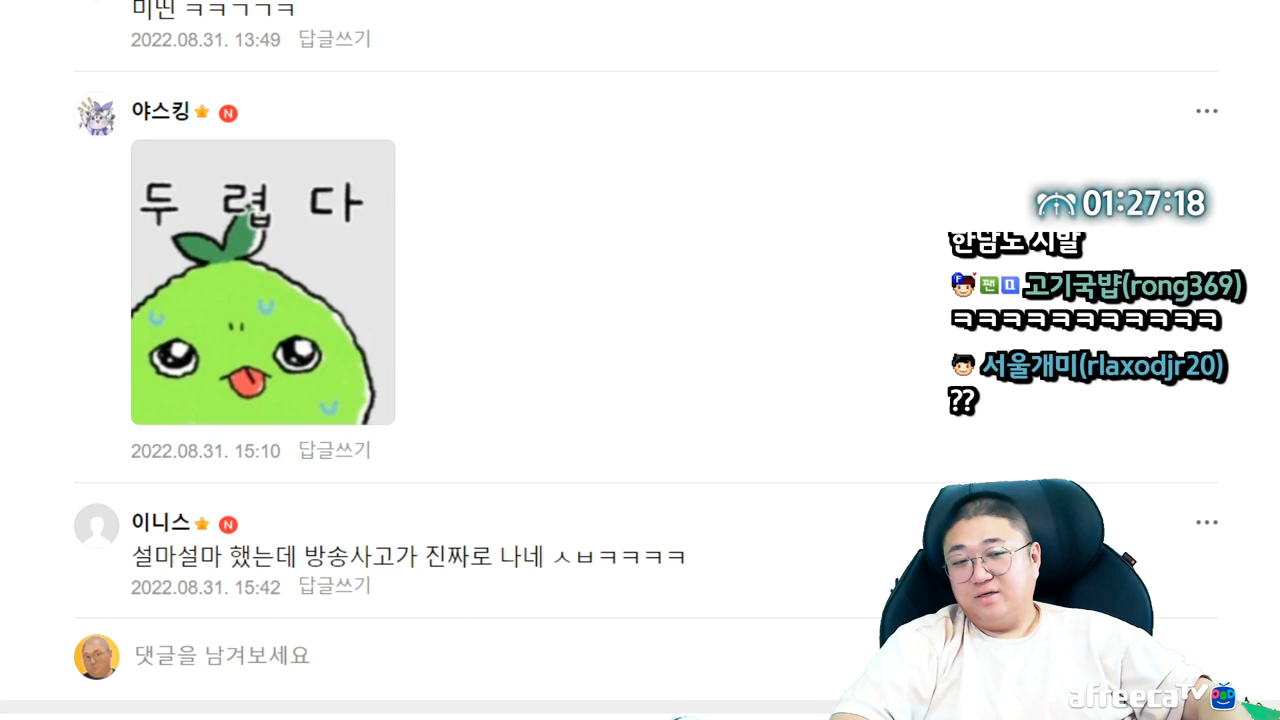 미띤 ㅋㅋㄱㄱㅋ
2022.08.31. 13:49 답글쓰기
야스킹 N
두 렵 다
2022.08.31. 15:10 답글쓰기
이니스 N
설마설마 했는데 방송사고가 진짜로 나네 ㅅㅂㅋㅋㅋㅋ
2022.08.31. 15:42 답글쓰기
댓글을 남겨보세요
01:27:18
한남노 시발
F 팬 고기국뱝(rong369)
ㅋㅋㅋㅋㅋㅋㅋㅋㅋㅋㅋ
서울개미(rlaxodjr20)
??
afreecaTV